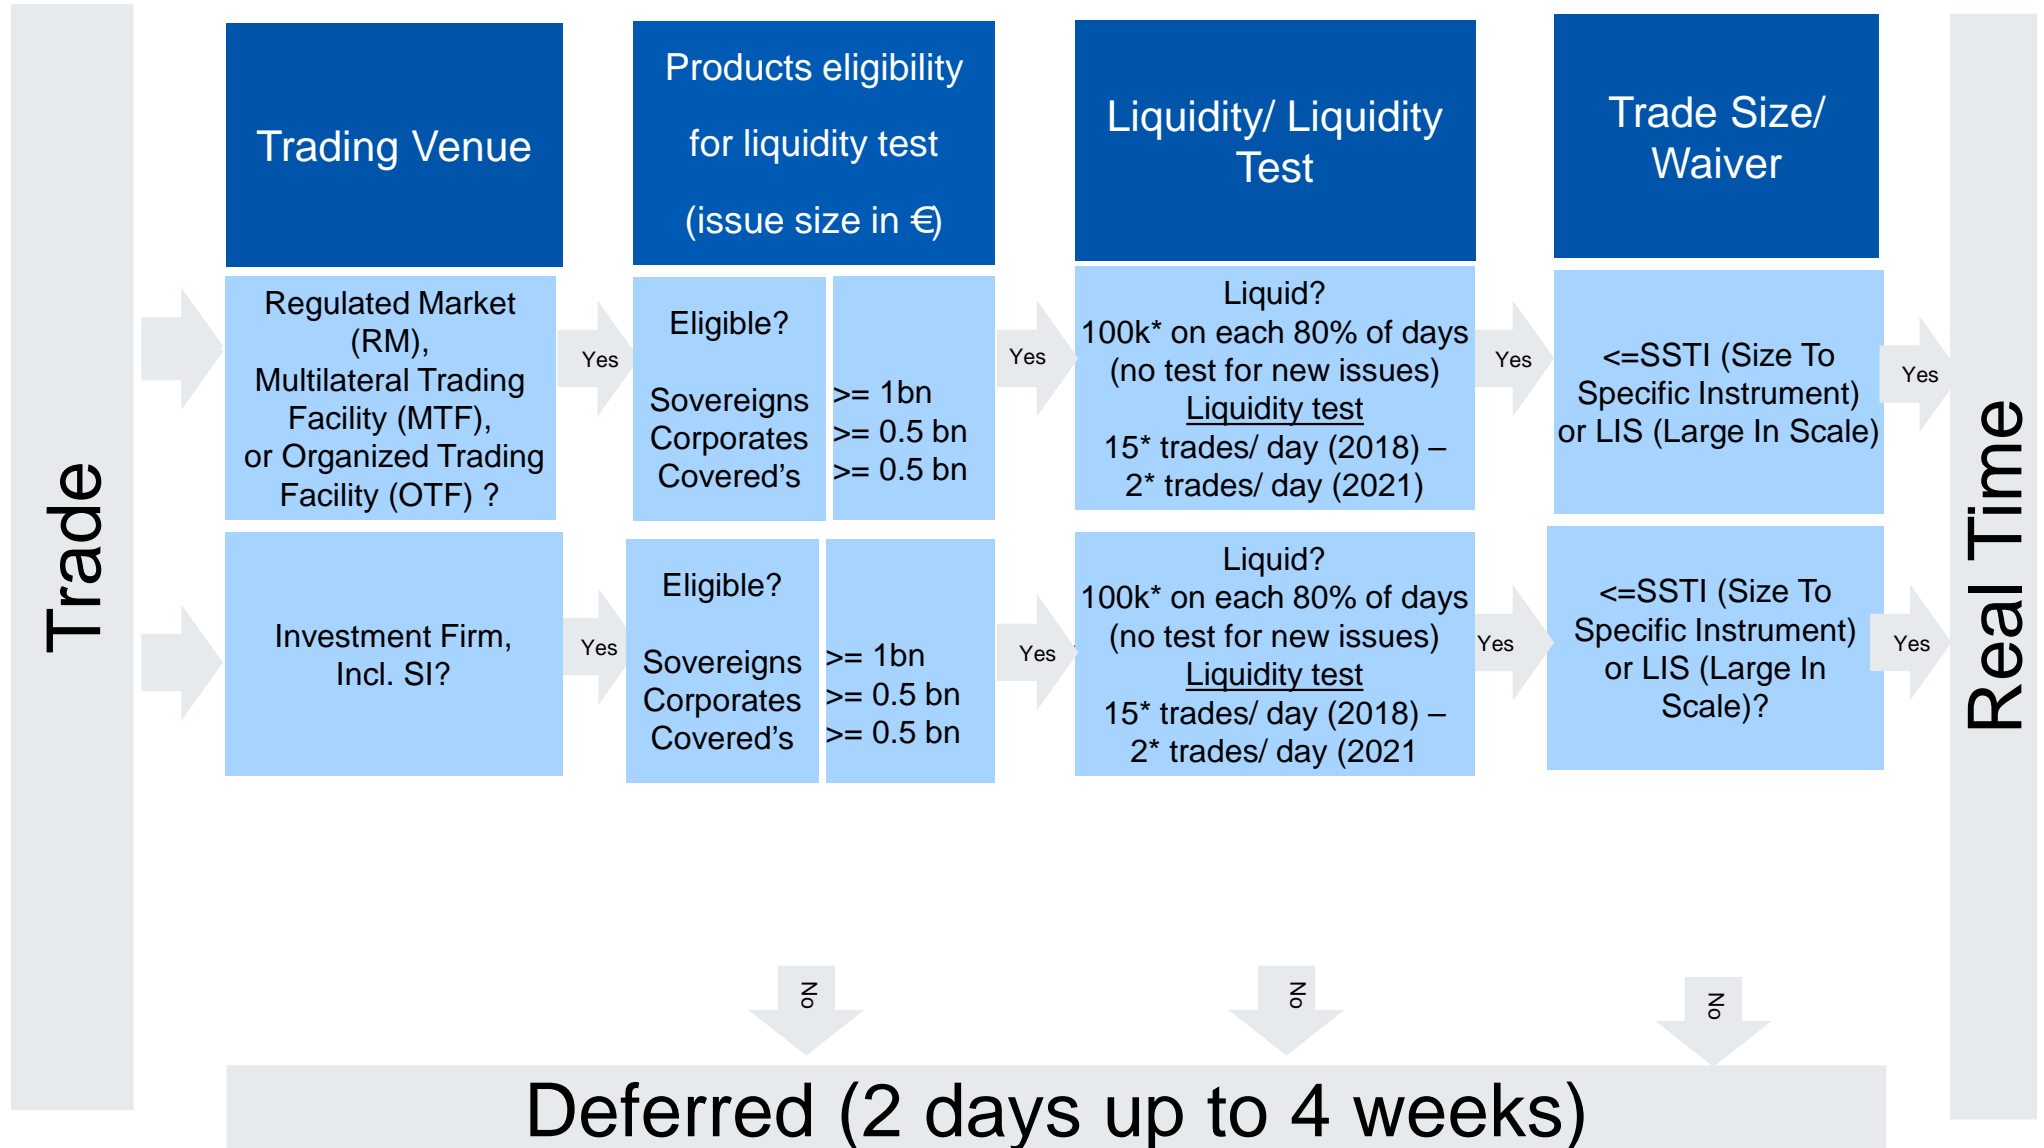 Trade
Trading Venue
Products eligibility
for liquidity test
(issue size in €)
Liquidity/ Liquidity
Test
Trade Size/
Waiver
Regulated Market
(RM),
Multilateral Trading
Facility (MTF),
or Organized Trading
Facility (OTF) ?
Yes
Eligible?
Sovereigns >= 1bn
Corporates >= 0.5 bn
Covered's >= 0.5 bn
Yes
Liquid?
100k* on each 80% of days
(no test for new issues)
Liquidity test
15* trades/ day (2018) –
2* trades/ day (2021)
Yes
<=SSTI (Size To
Specific Instrument)
or LIS (Large In Scale)
Yes
Investment Firm,
Incl. SI?
Yes
Eligible?
Sovereigns >= 1bn
Corporates >= 0.5 bn
Covered's >= 0.5 bn
Yes
Liquid?
100k* on each 80% of days
(no test for new issues)
Liquidity test
15* trades/ day (2018) –
2* trades/ day (2021
Yes
<=SSTI (Size To
Specific Instrument)
or LIS (Large In
Scale)?
Yes
Real Time
No
No
No
Deferred (2 days up to 4 weeks)